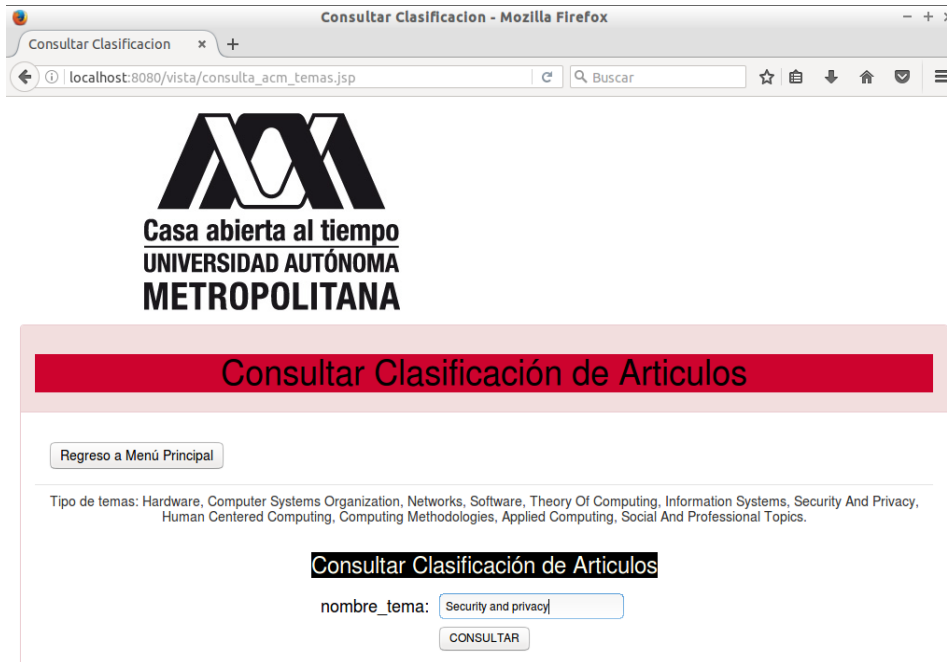 Consultar Clasificacion - Mozilla Firefox
Consultar Clasificacion
localhost:8080/vista/consulta_acm_temas.jsp
Buscar
Casa abierta al tiempo
UNIVERSIDAD AUTÓNOMA
METROPOLITANA
Consultar Clasificación de Articulos
Regreso a Menú Principal
Tipo de temas: Hardware, Computer Systems Organization, Networks, Software, Theory Of Computing, Information Systems, Security And Privacy,
Human Centered Computing, Computing Methodologies, Applied Computing, Social And Professional Topics.
Consultar Clasificación de Articulos
nombre_tema: Security and privacy
CONSULTAR